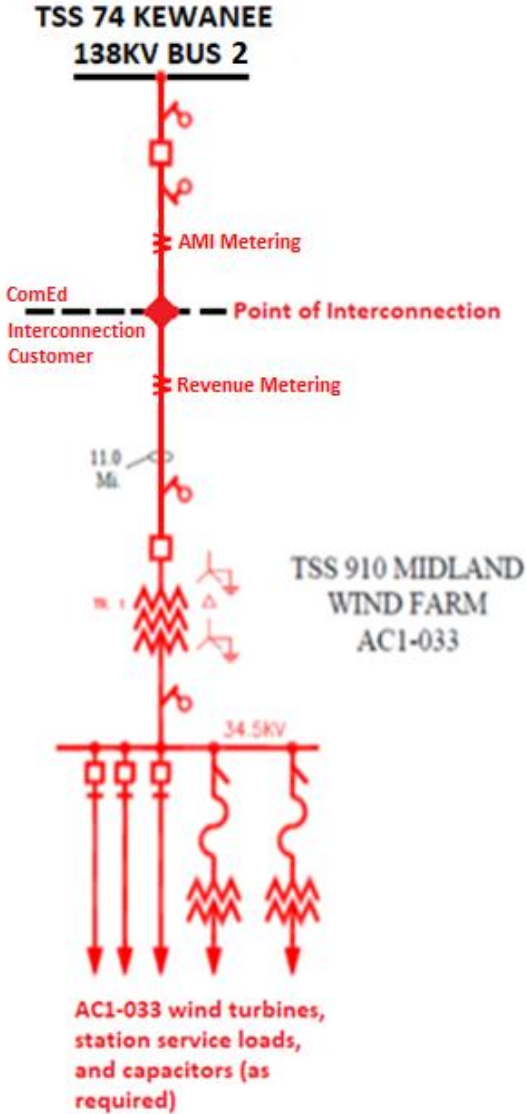 TSS 74 KEWANEE
138KV BUS 2
AMI Metering
ComEd
Point of Interconnection
Interconnection
Customer
Revenue Metering
11.0
Mi.
TSS 910 MIDLAND
WIND FARM
AC1-033
TR. 1
34.5KV
AC1-033 wind turbines,
station service loads,
and capacitors (as
required)